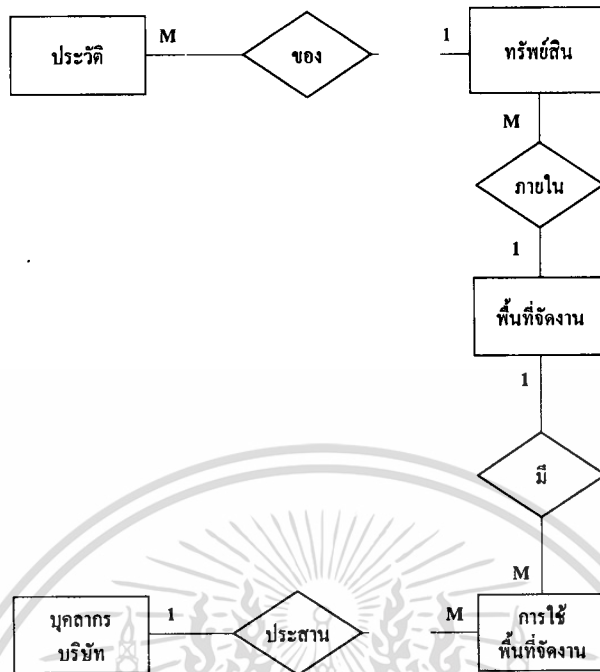 ประวัติ M ของ 1 ทรัพย์สิน
M
ภายใน
1
พื้นที่จัดงาน
1
มี
M
บุคลากร
บริษัท
1 ประสาน M
การใช้
พื้นที่จัดงาน